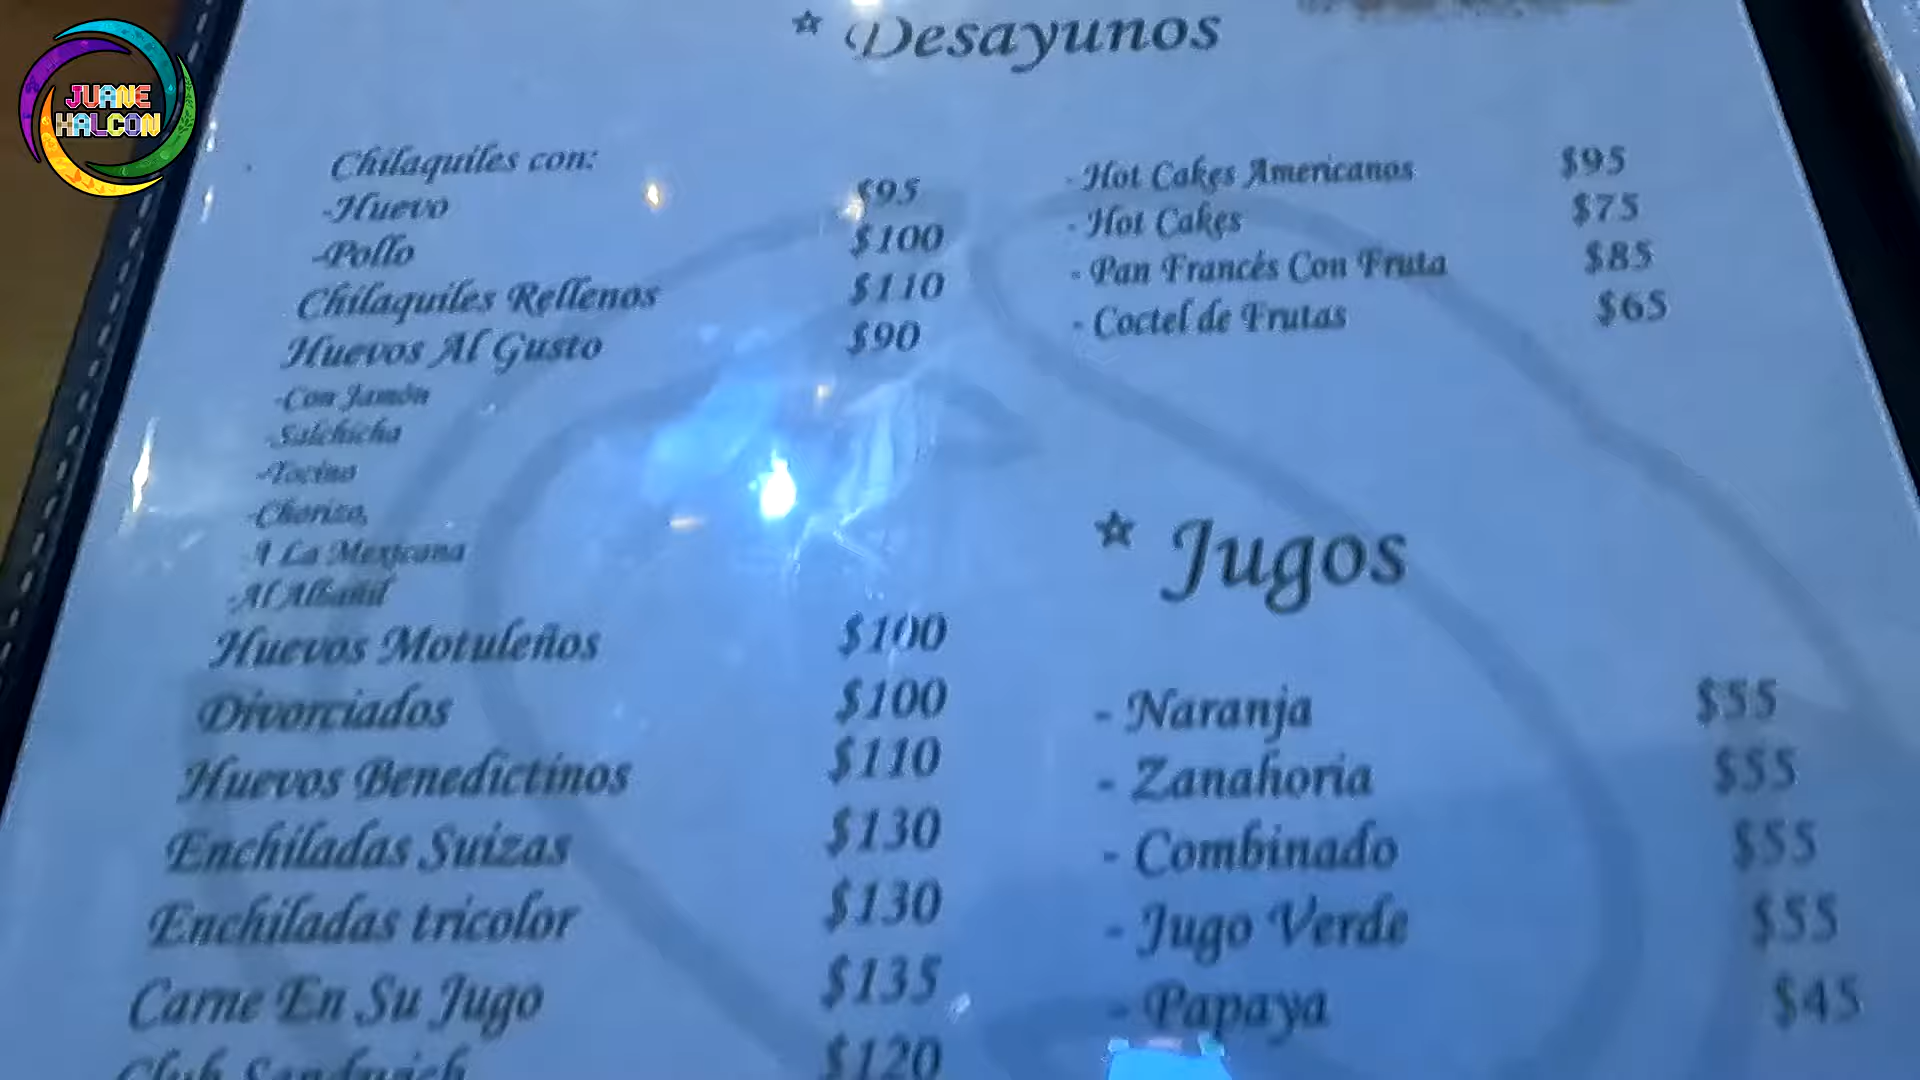 JUANE
HALCON
* Desayunos
Chilaquiles con:
-Huevo $95
-Pollo $100
Chilaquiles Rellenos $110
Huevos Al Gusto $90
-Con Jamón
-Salchicha
-Tocino
-Chorizo,
A La Mexicana
-Al Albañil
Huevos Motuleños $100
Divorciados $100
Huevos Benedictinos $110
Enchiladas Suizas $130
Enchiladas tricolor $130
Carne En Su Jugo $135
Club Sandwich $120
- Hot Cakes Americanos $95
- Hot Cakes $75
- Pan Francés Con Fruta $85
- Coctel de Frutas $65
* Jugos
- Naranja $55
- Zanahoria $55
- Combinado $55
- Jugo Verde $55
- Papaya $45